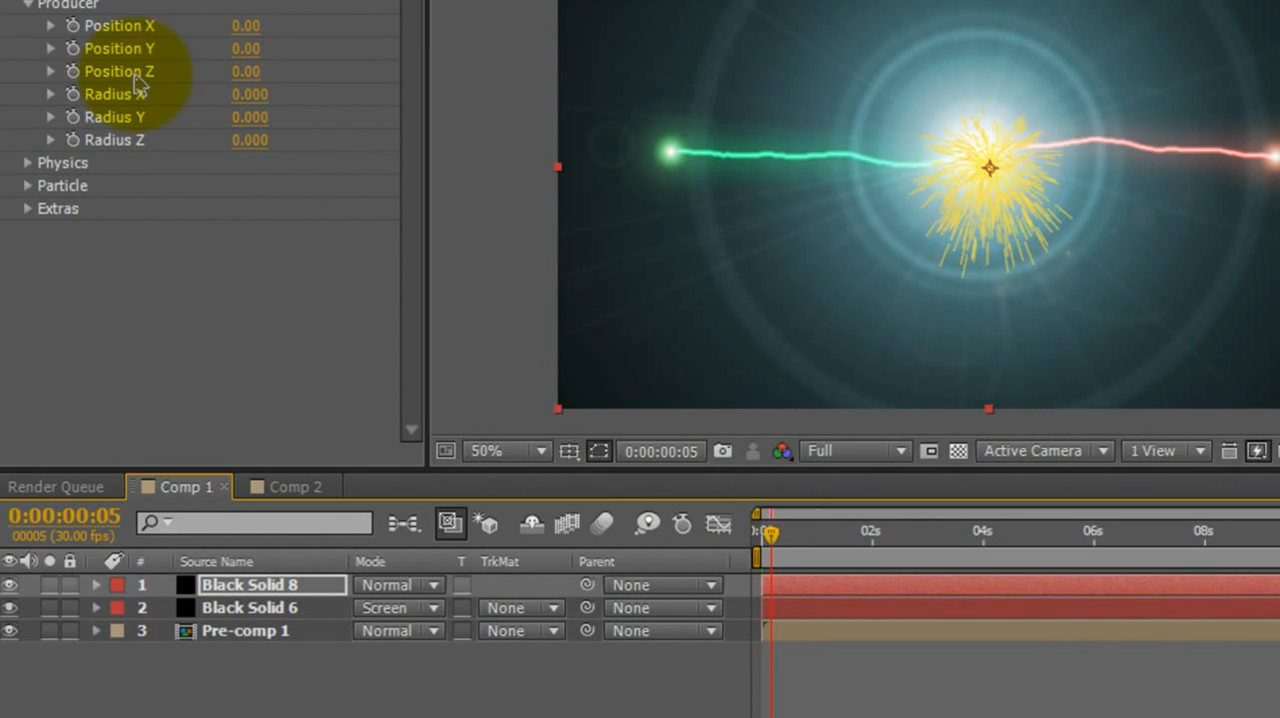 Producer
Position X 0.00
Position Y 0.00
Position Z 0.00
Radius X 0.000
Radius Y 0.000
Radius Z 0.000
Physics
Particle
Extras
50% 0:00:00:05 Full Active Camera 1 View
Render Queue Comp 1 × Comp 2
0:00:00:05
00005 (30.00 fps)
02s 04s 06s 08s
# Source Name Mode T TrkMat Parent
1 Black Solid 8 Normal None
2 Black Solid 6 Screen None None
3 Pre-comp 1 Normal None None